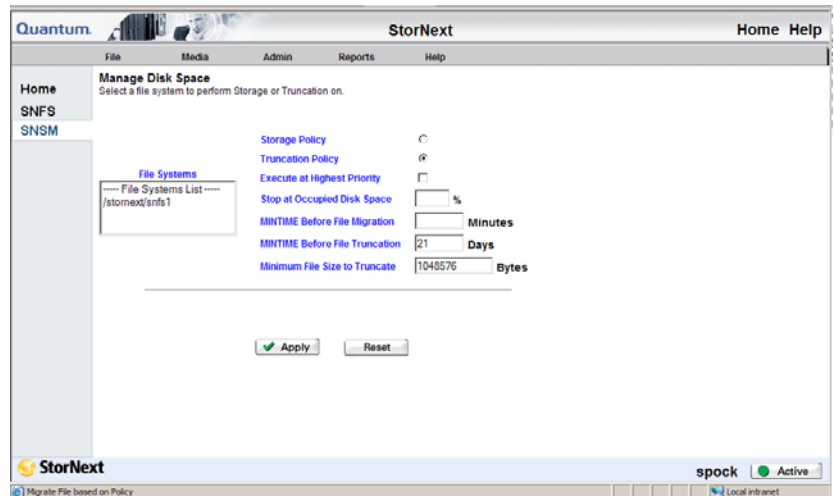 Quantum. StorNext Home Help
File Media Admin Reports Help
Home
SNFS
SNSM
Manage Disk Space
Select a file system to perform Storage or Truncation on.
File Systems
----- File Systems List -----
/stornext/snfs1
Storage Policy
Truncation Policy
Execute at Highest Priority
Stop at Occupied Disk Space %
MINTIME Before File Migration Minutes
MINTIME Before File Truncation 21 Days
Minimum File Size to Truncate 1048576 Bytes
Apply Reset
StorNext spock Active
Migrate File based on Policy Local intranet